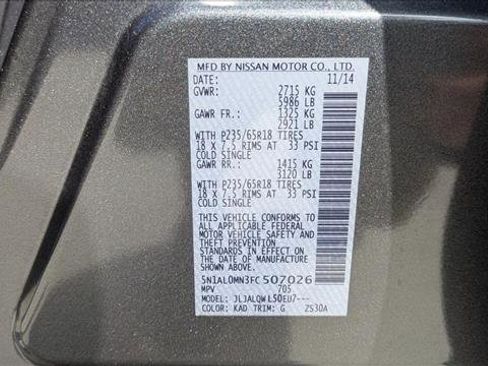 MFD BY NISSAN MOTOR CO., LTD.
DATE: 11/14
GVWR: 2715 KG
5986 LB
GAWR FR.: 1325 KG
2921 LB
WITH P235/65R18 TIRES
18 X 7.5 RIMS AT 33 PSI
COLD SINGLE
GAWR RR.: 1415 KG
3120 LB
WITH P235/65R18 TIRES
18 X 7.5 RIMS AT 33 PSI
COLD SINGLE
THIS VEHICLE CONFORMS TO
ALL APPLICABLE FEDERAL
MOTOR VEHICLE SAFETY AND
THEFT PREVENTION
STANDARDS IN EFFECT ON THE
DATE OF MANUFACTURE.
5N1AL0MN3FC507026
MPV 705
MODEL: JLJALQWL50EU7---
COLOR: KAD TRIM: G ZS30A